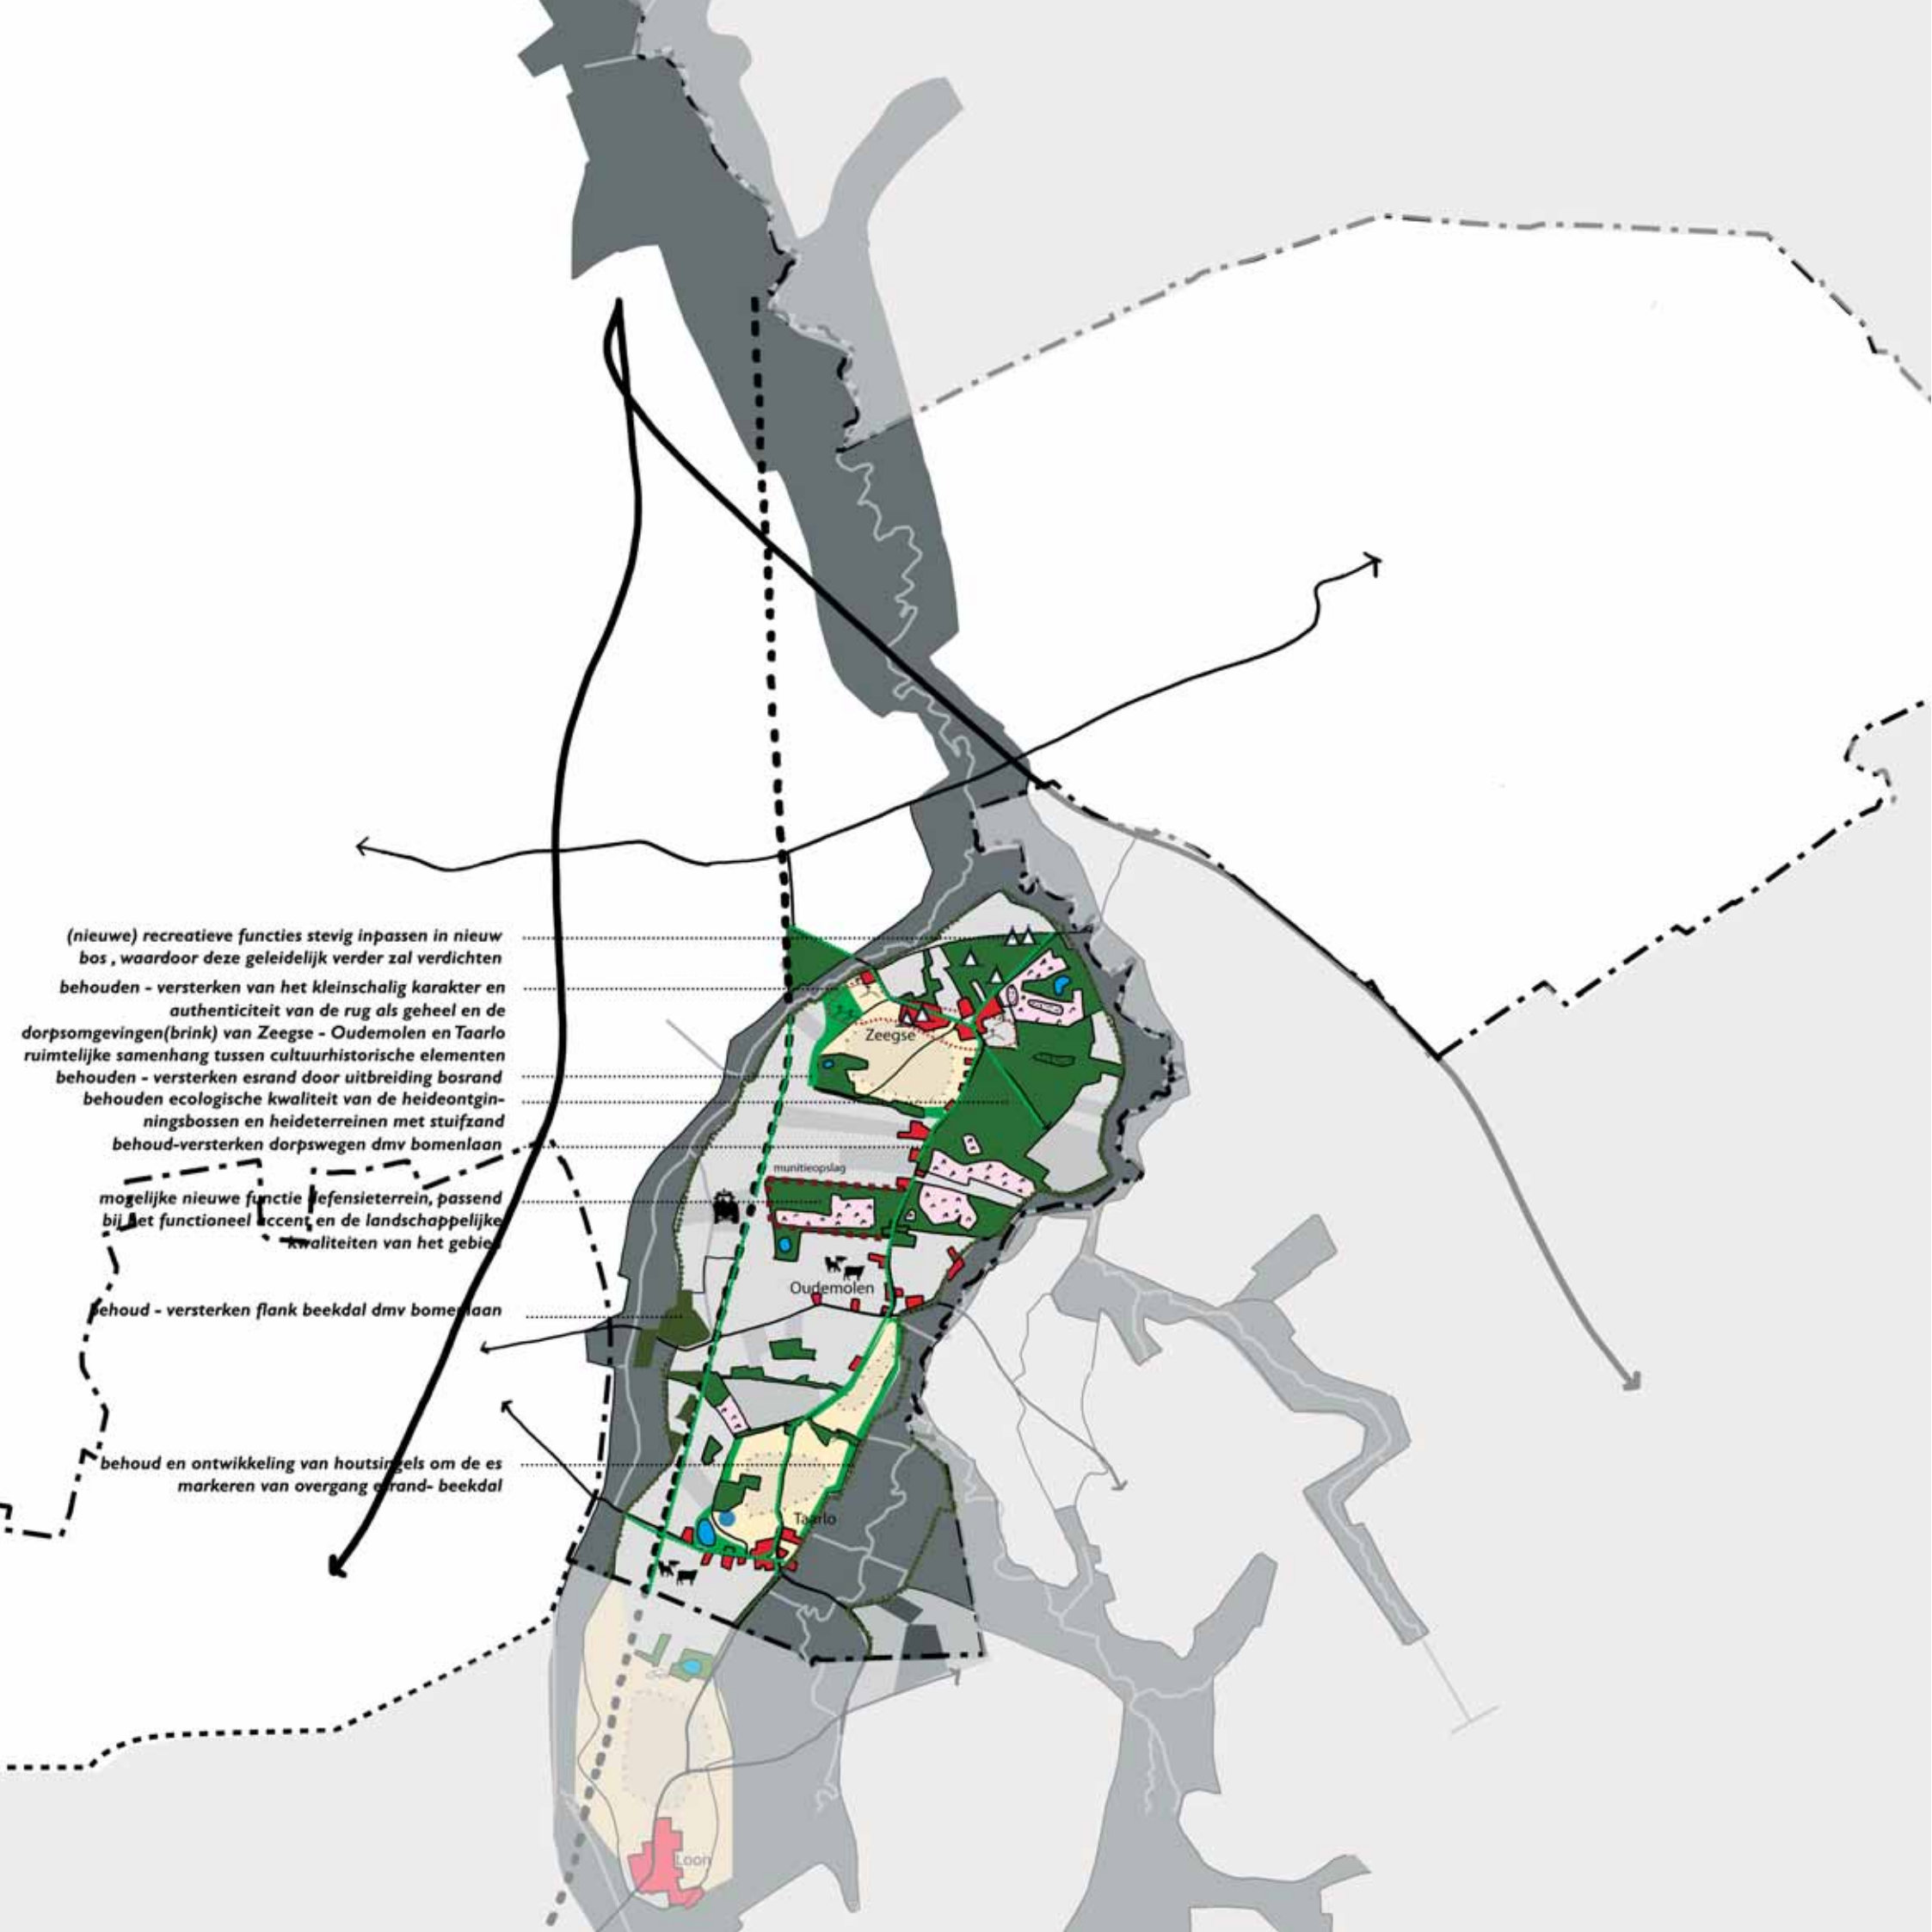 (nieuwe) recreatieve functies stevig inpassen in nieuw
bos , waardoor deze geleidelijk verder zal verdichten
behouden - versterken van het kleinschalig karakter en
authenticiteit van de rug als geheel en de
dorpsomgevingen(brink) van Zeegse - Oudemolen en Taarlo
ruimtelijke samenhang tussen cultuurhistorische elementen
behouden - versterken esrand door uitbreiding bosrand
behouden ecologische kwaliteit van de heideontgin-
ningsbossen en heideterreinen met stuifzand
behoud-versterken dorpswegen dmv bomenlaan
mogelijke nieuwe functie defensieterrein, passend
bij het functioneel accent en de landschappelijke
kwaliteiten van het gebied
behoud - versterken flank beekdal dmv bomenlaan
behoud en ontwikkeling van houtsingels om de es
markeren van overgang esrand- beekdal
Zeegse
munitieopslag
Oudemolen
Taarlo
Loon